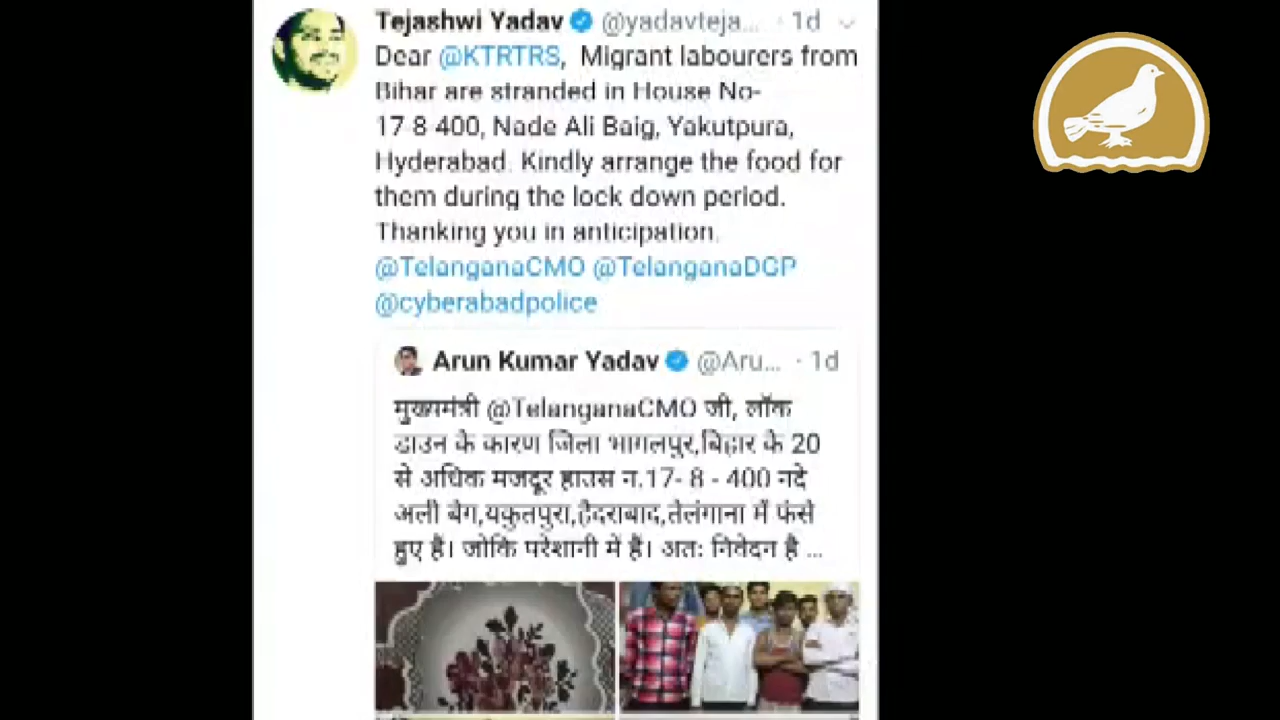 Tejashwi Yadav @yadavteja... · 1d
Dear @KTRTRS, Migrant labourers from
Bihar are stranded in House No-
17-8-400, Nade Ali Baig, Yakutpura,
Hyderabad. Kindly arrange the food for
them during the lock down period.
Thanking you in anticipation.
@TelanganaCMO @TelanganaDGP
@cyberabadpolice
Arun Kumar Yadav @Aru... · 1d
मुख्यमंत्री @TelanganaCMO जी, लॉक
डाउन के कारण जिला भागलपुर,बिहार के 20
से अधिक मजदूर हाउस न.17- 8 - 400 नदे
अली बेग,यकुतपुरा,हैदराबाद,तेलंगाना में फंसे
हुए हैं। जोकि परेशानी में हैं। अतः निवेदन है ...